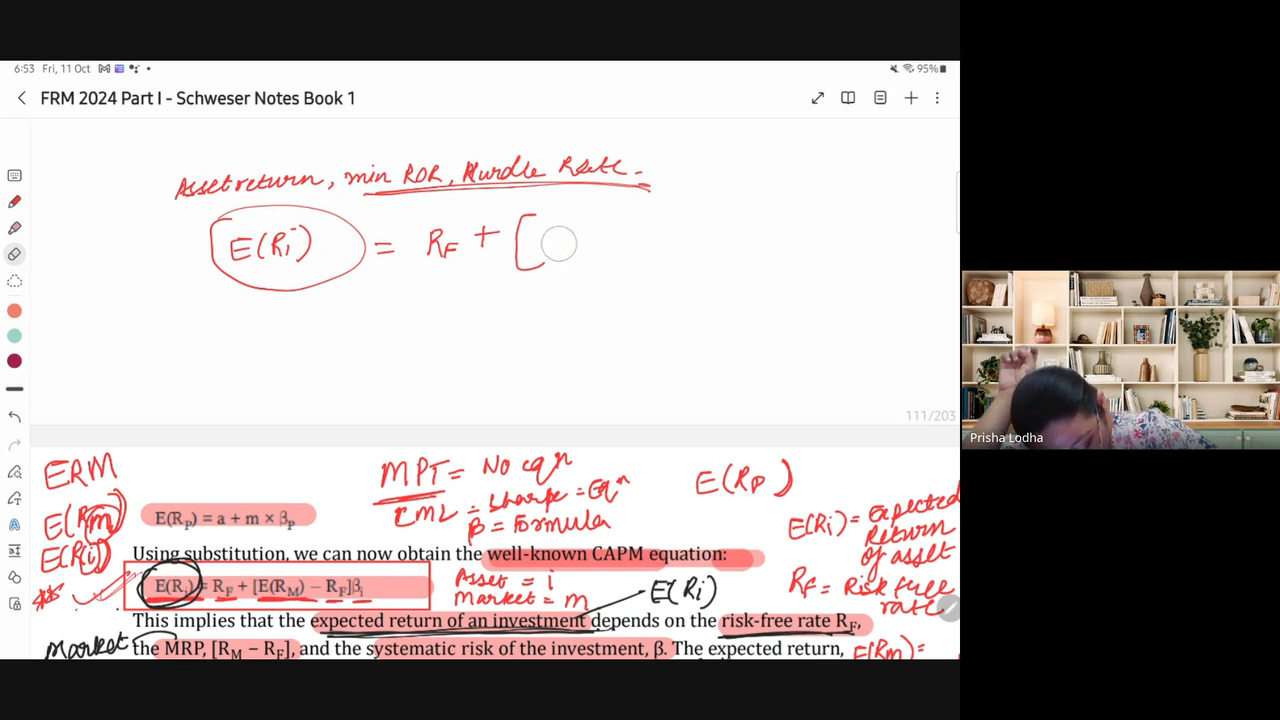 6:53 Fri, 11 Oct
95%
FRM 2024 Part I - Schweser Notes Book 1
Asset return, min ROR, Hurdle Rate.
E(Ri) = RF + [
111/203
ERM
MPT = No eqn
E(RP)
CML = Sharpe = Eqn
E(Rm)
E(RP) = a + m × βP
β = Formula
E(Ri) = Expected Return of asset
E(Ri)
Using substitution, we can now obtain the well-known CAPM equation:
E(Ri) = RF + [E(RM) − RF]βi
Asset = i
Market = m
E(Ri)
RF = Risk free rate
This implies that the expected return of an investment depends on the risk-free rate RF,
Market
the MRP, [RM − RF], and the systematic risk of the investment, β. The expected return,
E(Rm) =
Prisha Lodha